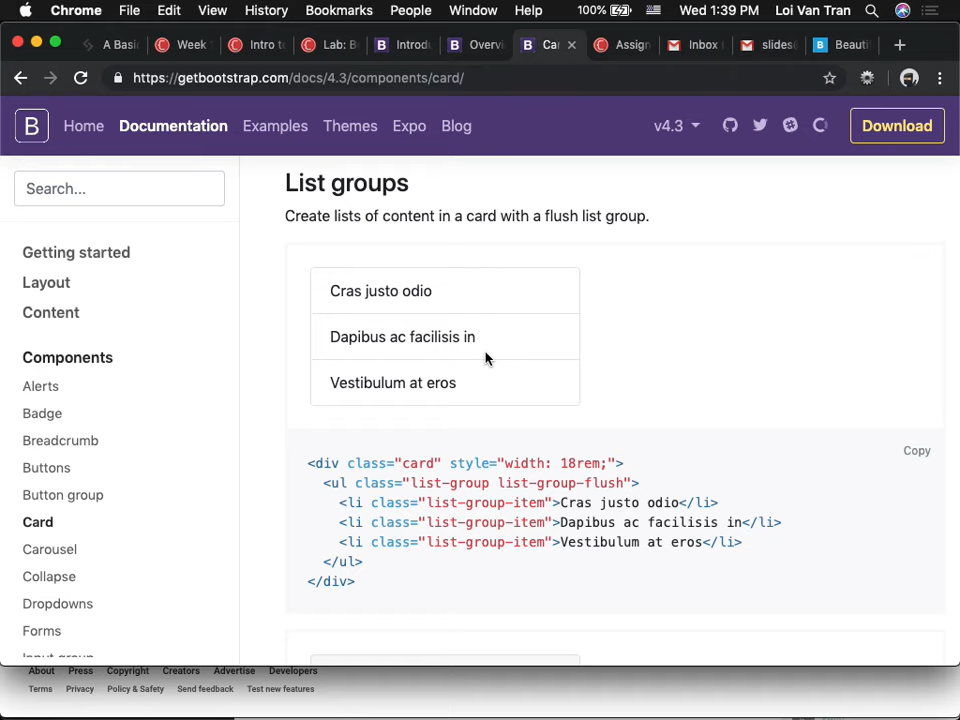 Chrome File Edit View History Bookmarks People Window Help 100% Wed 1:39 PM Loi Van Tran
A Basi Week Intro to Lab: B Introdu Overvi Car Assign Inbox slides Beauti
https://getbootstrap.com/docs/4.3/components/card/
B Home Documentation Examples Themes Expo Blog v4.3 Download
Search...
Getting started
Layout
Content
Components
Alerts
Badge
Breadcrumb
Buttons
Button group
Card
Carousel
Collapse
Dropdowns
Forms
Input group
List groups
Create lists of content in a card with a flush list group.
Cras justo odio
Dapibus ac facilisis in
Vestibulum at eros
Copy
<div class="card" style="width: 18rem;">
<ul class="list-group list-group-flush">
<li class="list-group-item">Cras justo odio</li>
<li class="list-group-item">Dapibus ac facilisis in</li>
<li class="list-group-item">Vestibulum at eros</li>
</ul>
</div>
About Press Copyright Creators Advertise Developers
Terms Privacy Policy & Safety Send feedback Test new features